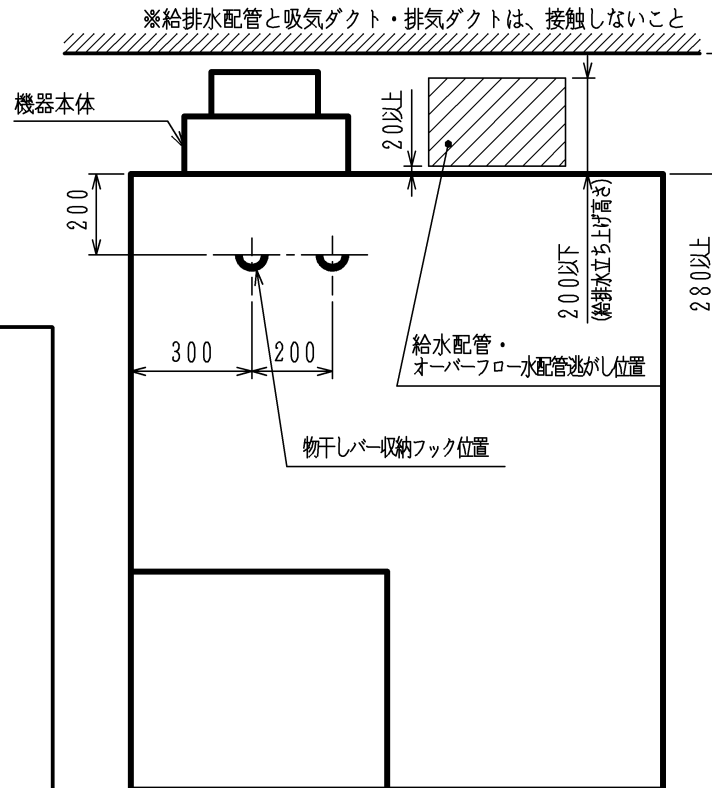 ※給排水配管と吸気ダクト・排気ダクトは、接触しないこと
機器本体
20以上
200
200以下
(給排水立ち上げ高さ)
280以上
300
200
給水配管・
オーバーフロー水配管逃がし位置
物干しバー収納フック位置